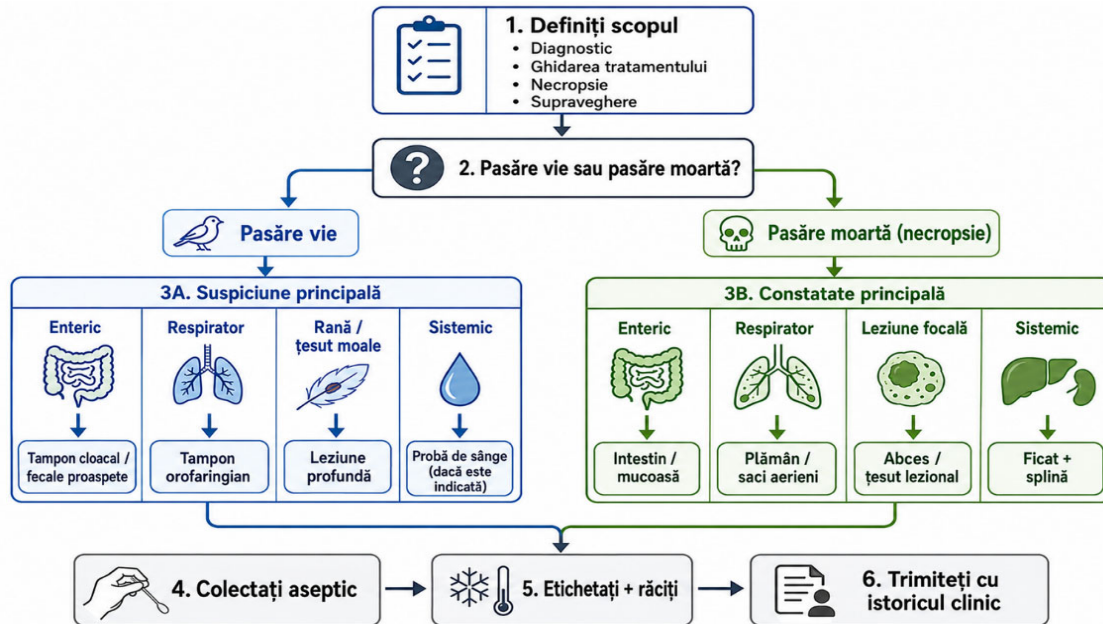 1. Definiți scopul
• Diagnostic
• Ghidarea tratamentului
• Necropsie
• Supraveghere
2. Pasăre vie sau pasăre moartă?
Pasăre vie
Pasăre moartă (necropsie)
3A. Suspiciune principală
Enteric
Respirator
Rană /
țesut moale
Sistemic
Tampon cloacal /
fecale proaspete
Tampon
orofaringian
Leziune
profundă
Probă de sânge
(dacă este
indicată)
3B. Constatate principală
Enteric
Respirator
Leziune focală
Sistemic
Intestin /
mucoasă
Plămân /
saci aerieni
Abces /
țesut lezional
Ficat +
splină
4. Colectați aseptic
5. Etichetați + răciți
6. Trimiteți cu
istoricul clinic